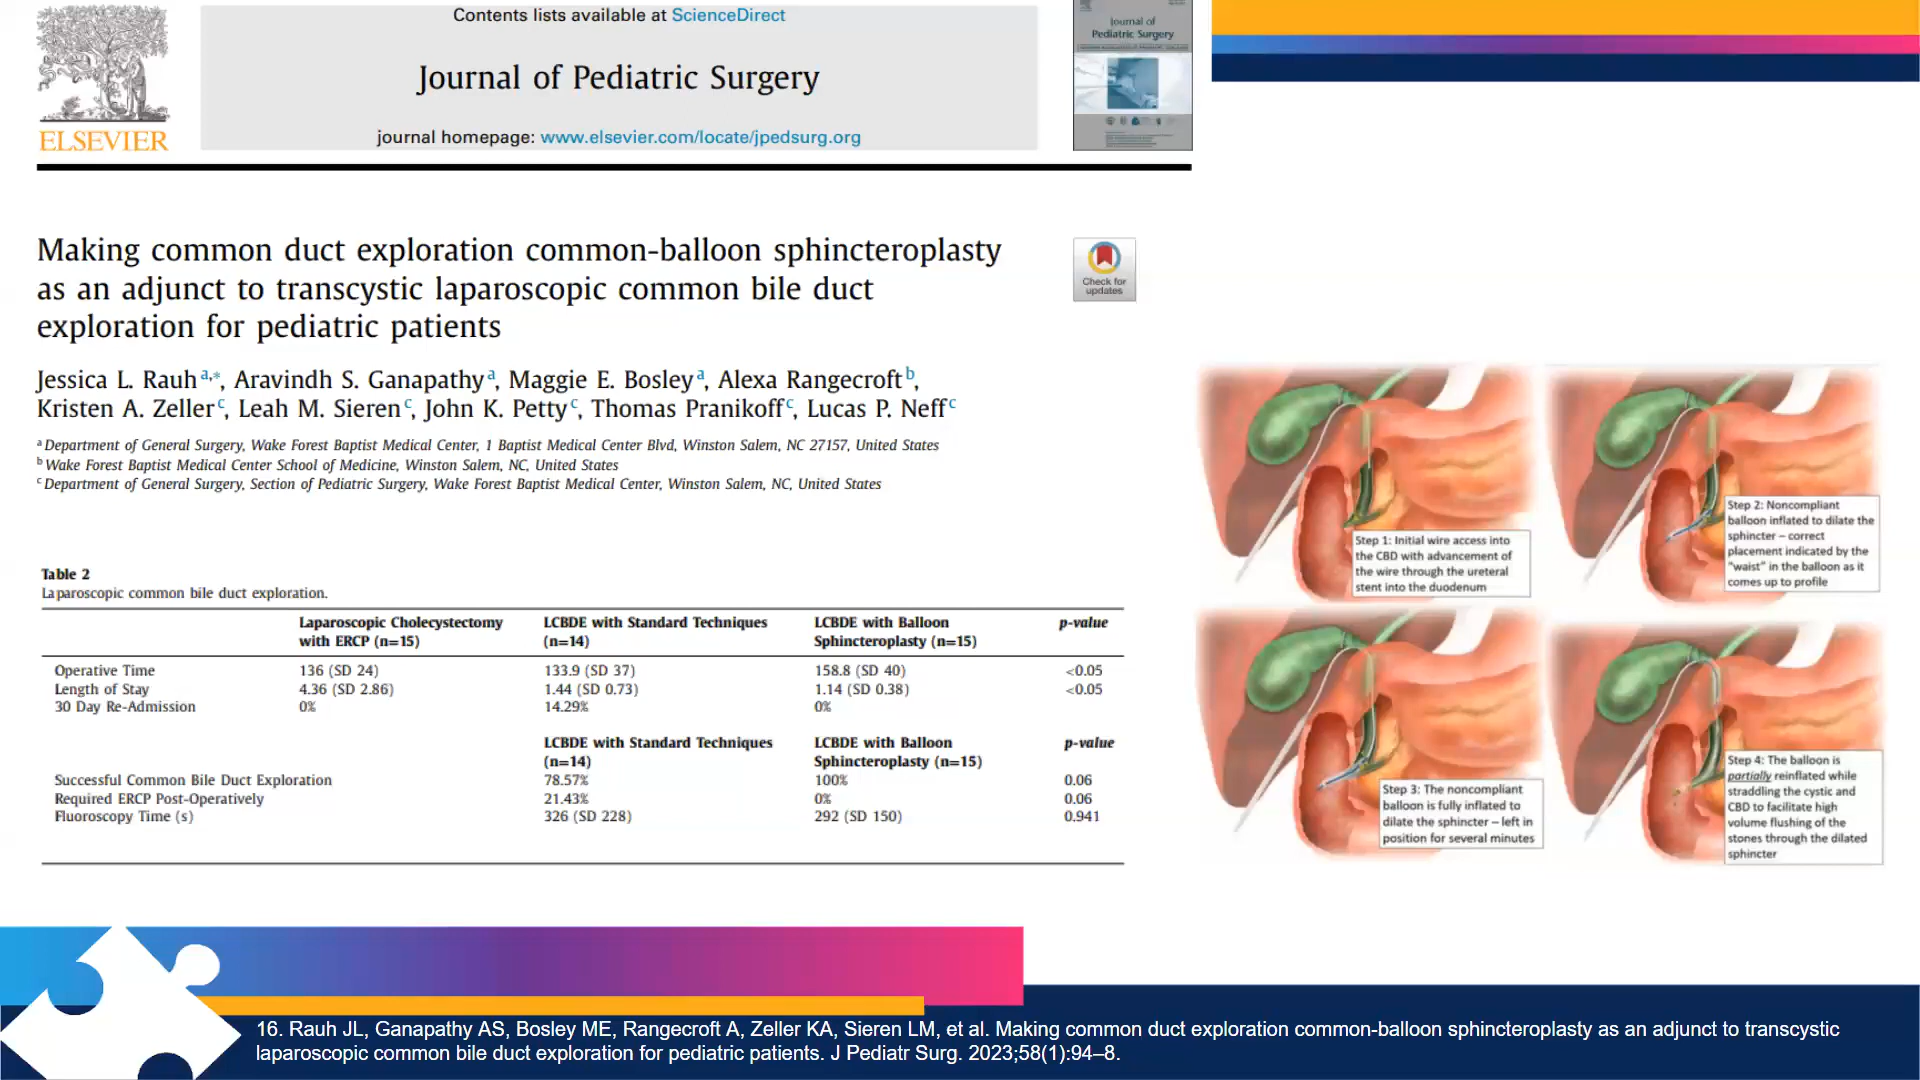 Contents lists available at ScienceDirect
Journal of Pediatric Surgery
journal homepage: www.elsevier.com/locate/jpedsurg.org
ELSEVIER
Journal of
Pediatric Surgery
Making common duct exploration common-balloon sphincteroplasty
as an adjunct to transcystic laparoscopic common bile duct
exploration for pediatric patients
Check for
updates
Jessica L. Rauh a,*, Aravindh S. Ganapathy a, Maggie E. Bosley a, Alexa Rangecroft b,
Kristen A. Zeller c, Leah M. Sieren c, John K. Petty c, Thomas Pranikoff c, Lucas P. Neff c
a Department of General Surgery, Wake Forest Baptist Medical Center, 1 Baptist Medical Center Blvd, Winston Salem, NC 27157, United States
b Wake Forest Baptist Medical Center School of Medicine, Winston Salem, NC, United States
c Department of General Surgery, Section of Pediatric Surgery, Wake Forest Baptist Medical Center, Winston Salem, NC, United States
Table 2
Laparoscopic common bile duct exploration.
Laparoscopic Cholecystectomy LCBDE with Standard Techniques LCBDE with Balloon p-value
with ERCP (n=15) (n=14) Sphincteroplasty (n=15)
Operative Time 136 (SD 24) 133.9 (SD 37) 158.8 (SD 40) <0.05
Length of Stay 4.36 (SD 2.86) 1.44 (SD 0.73) 1.14 (SD 0.38) <0.05
30 Day Re-Admission 0% 14.29% 0%
LCBDE with Standard Techniques LCBDE with Balloon p-value
(n=14) Sphincteroplasty (n=15)
Successful Common Bile Duct Exploration 78.57% 100% 0.06
Required ERCP Post-Operatively 21.43% 0% 0.06
Fluoroscopy Time (s) 326 (SD 228) 292 (SD 150) 0.941
Step 1: Initial wire access into
the CBD with advancement of
the wire through the ureteral
stent into the duodenum
Step 2: Noncompliant
balloon inflated to dilate the
sphincter – correct
placement indicated by the
"waist" in the balloon as it
comes up to profile
Step 3: The noncompliant
balloon is fully inflated to
dilate the sphincter – left in
position for several minutes
Step 4: The balloon is
partially reinflated while
straddling the cystic and
CBD to facilitate high
volume flushing of the
stones through the dilated
sphincter
16. Rauh JL, Ganapathy AS, Bosley ME, Rangecroft A, Zeller KA, Sieren LM, et al. Making common duct exploration common-balloon sphincteroplasty as an adjunct to transcystic
laparoscopic common bile duct exploration for pediatric patients. J Pediatr Surg. 2023;58(1):94–8.